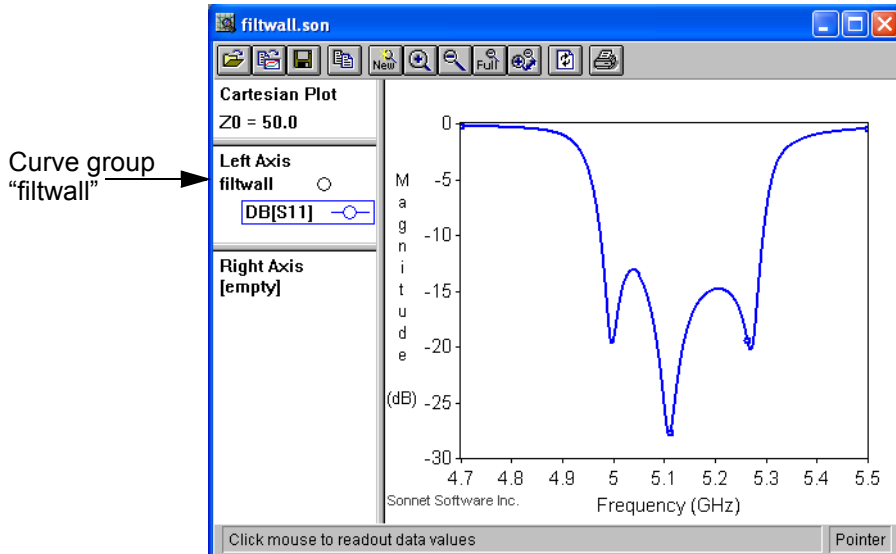 filtwall.son
New
Full
Cartesian Plot
Z0 = 50.0
Left Axis
filtwall
DB[S11]
Right Axis
[empty]
Curve group
“filtwall”
Magnitude
(dB)
0
-5
-10
-15
-20
-25
-30
4.7 4.8 4.9 5 5.1 5.2 5.3 5.4 5.5
Sonnet Software Inc.
Frequency (GHz)
Click mouse to readout data values
Pointer